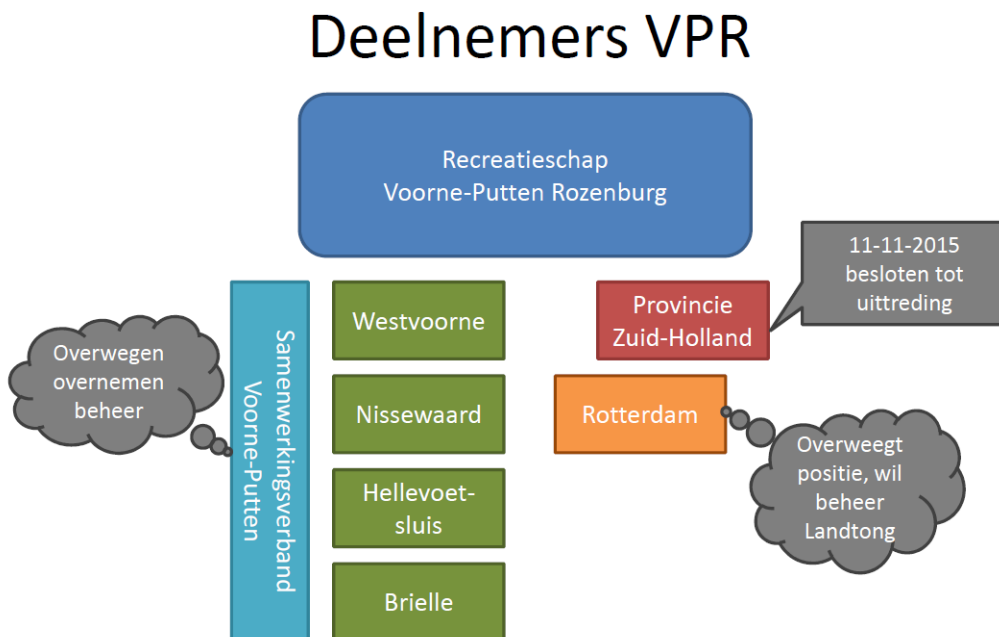 Deelnemers VPR
Recreatieschap
Voorne-Putten Rozenburg
11-11-2015
besloten tot
uittreding
Provincie
Zuid-Holland
Westvoorne
Samenwerkingsverband
Voorne-Putten
Overwegen
overnemen
beheer
Nissewaard
Rotterdam
Overweegt
positie, wil
beheer
Landtong
Hellevoet-
sluis
Brielle